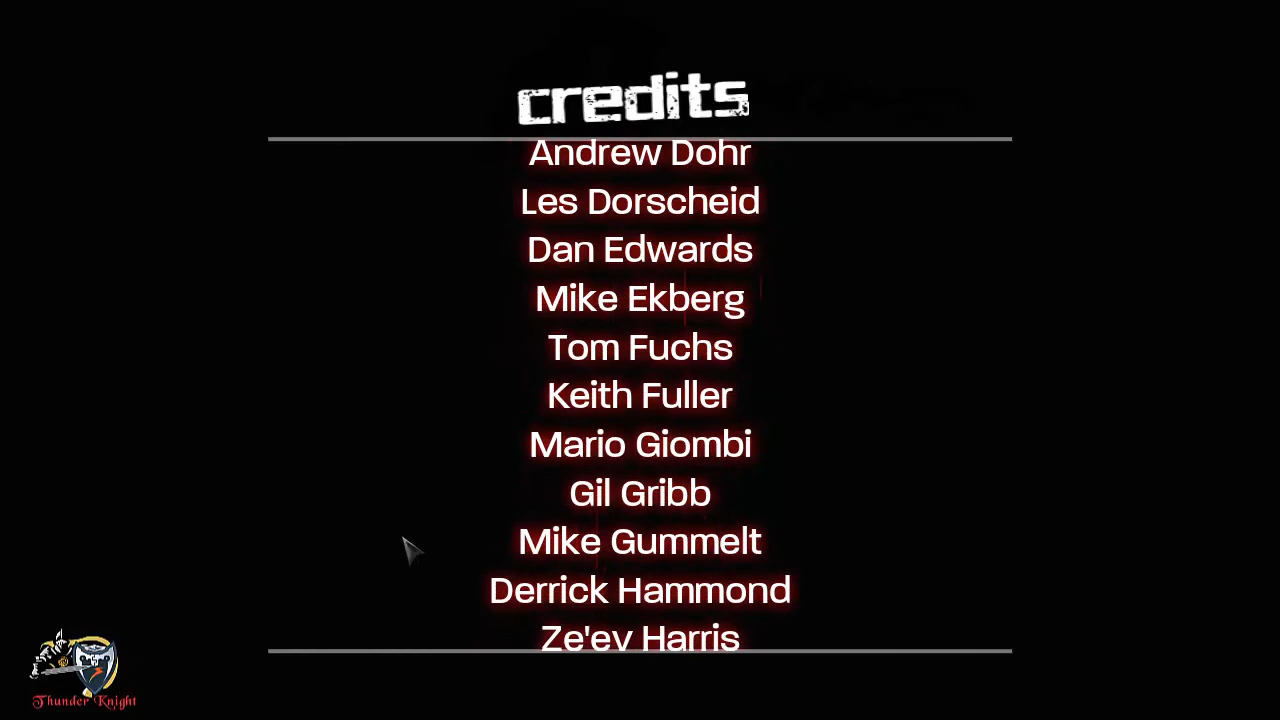 credits
Andrew Dohr
Les Dorscheid
Dan Edwards
Mike Ekberg
Tom Fuchs
Keith Fuller
Mario Giombi
Gil Gribb
Mike Gummelt
Derrick Hammond
Ze'ev Harris
Thunder Knight